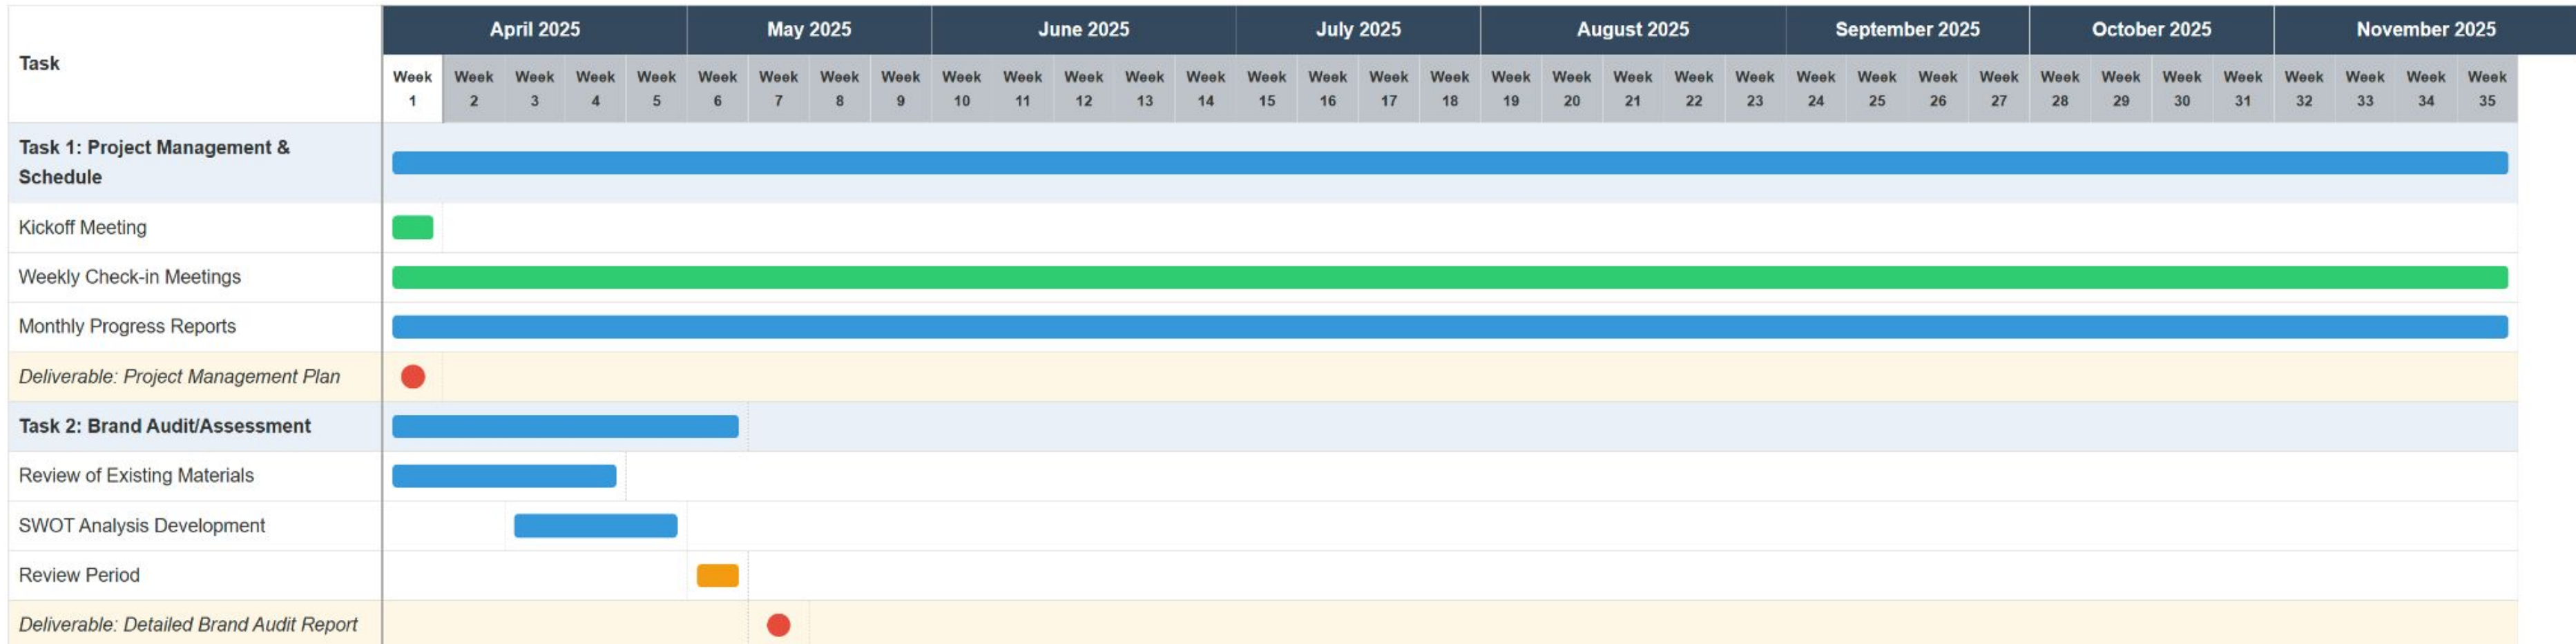 Task
April 2025 May 2025 June 2025 July 2025 August 2025 September 2025 October 2025 November 2025
Week 1 Week 2 Week 3 Week 4 Week 5 Week 6 Week 7 Week 8 Week 9 Week 10 Week 11 Week 12 Week 13 Week 14 Week 15 Week 16 Week 17 Week 18 Week 19 Week 20 Week 21 Week 22 Week 23 Week 24 Week 25 Week 26 Week 27 Week 28 Week 29 Week 30 Week 31 Week 32 Week 33 Week 34 Week 35
Task 1: Project Management &
Schedule
Kickoff Meeting
Weekly Check-in Meetings
Monthly Progress Reports
Deliverable: Project Management Plan
Task 2: Brand Audit/Assessment
Review of Existing Materials
SWOT Analysis Development
Review Period
Deliverable: Detailed Brand Audit Report